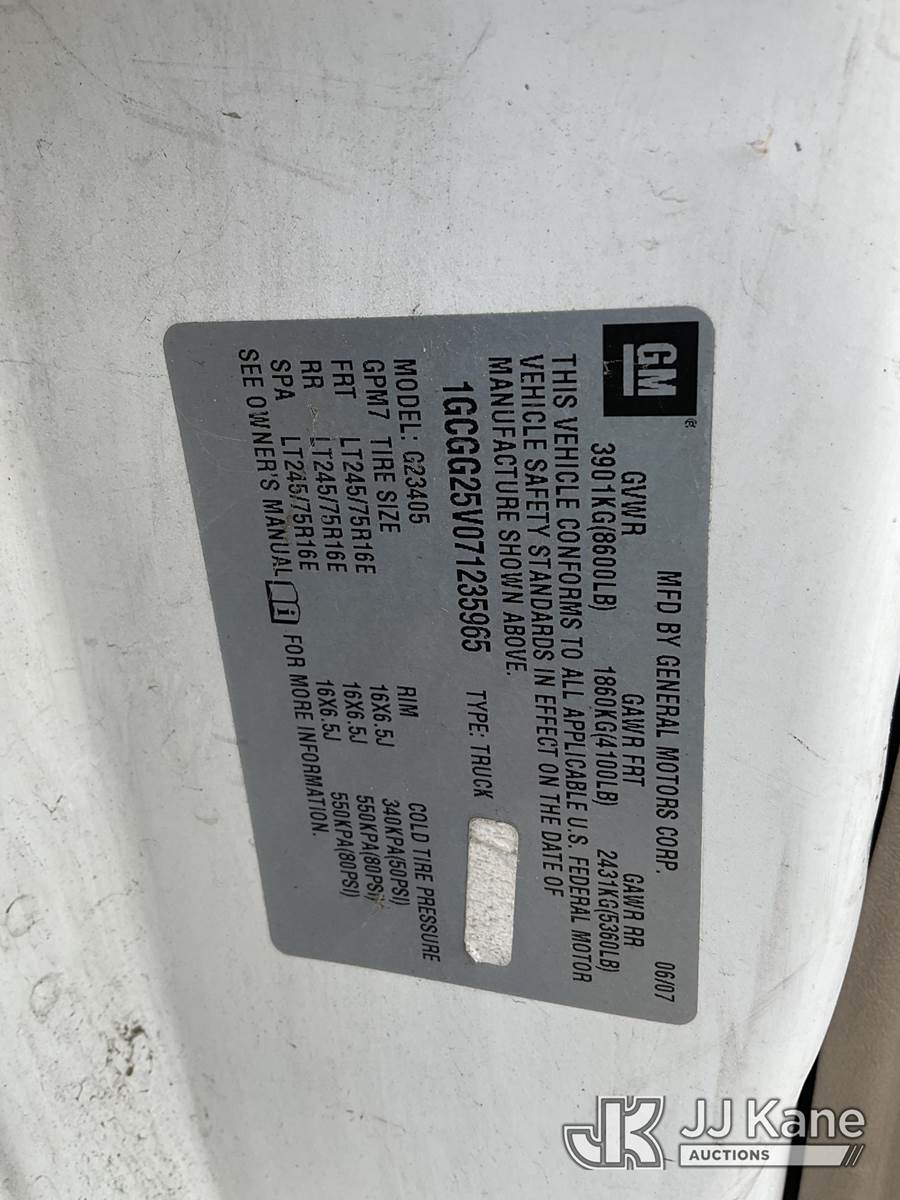 GM
MFD BY GENERAL MOTORS CORP. 06/07
GVWR GAWR FRT GAWR RR
3901KG(8600LB) 1860KG(4100LB) 2431KG(5360LB)
THIS VEHICLE CONFORMS TO ALL APPLICABLE U.S. FEDERAL MOTOR
VEHICLE SAFETY STANDARDS IN EFFECT ON THE DATE OF
MANUFACTURE SHOWN ABOVE.
1GCGG25V071235965 TYPE: TRUCK
MODEL: G23405
GPM7 TIRE SIZE RIM COLD TIRE PRESSURE
FRT LT245/75R16E 16X6.5J 340KPA(50PSI)
RR LT245/75R16E 16X6.5J 550KPA(80PSI)
SPA LT245/75R16E 16X6.5J 550KPA(80PSI)
SEE OWNER'S MANUAL FOR MORE INFORMATION.
JK JJ Kane
AUCTIONS